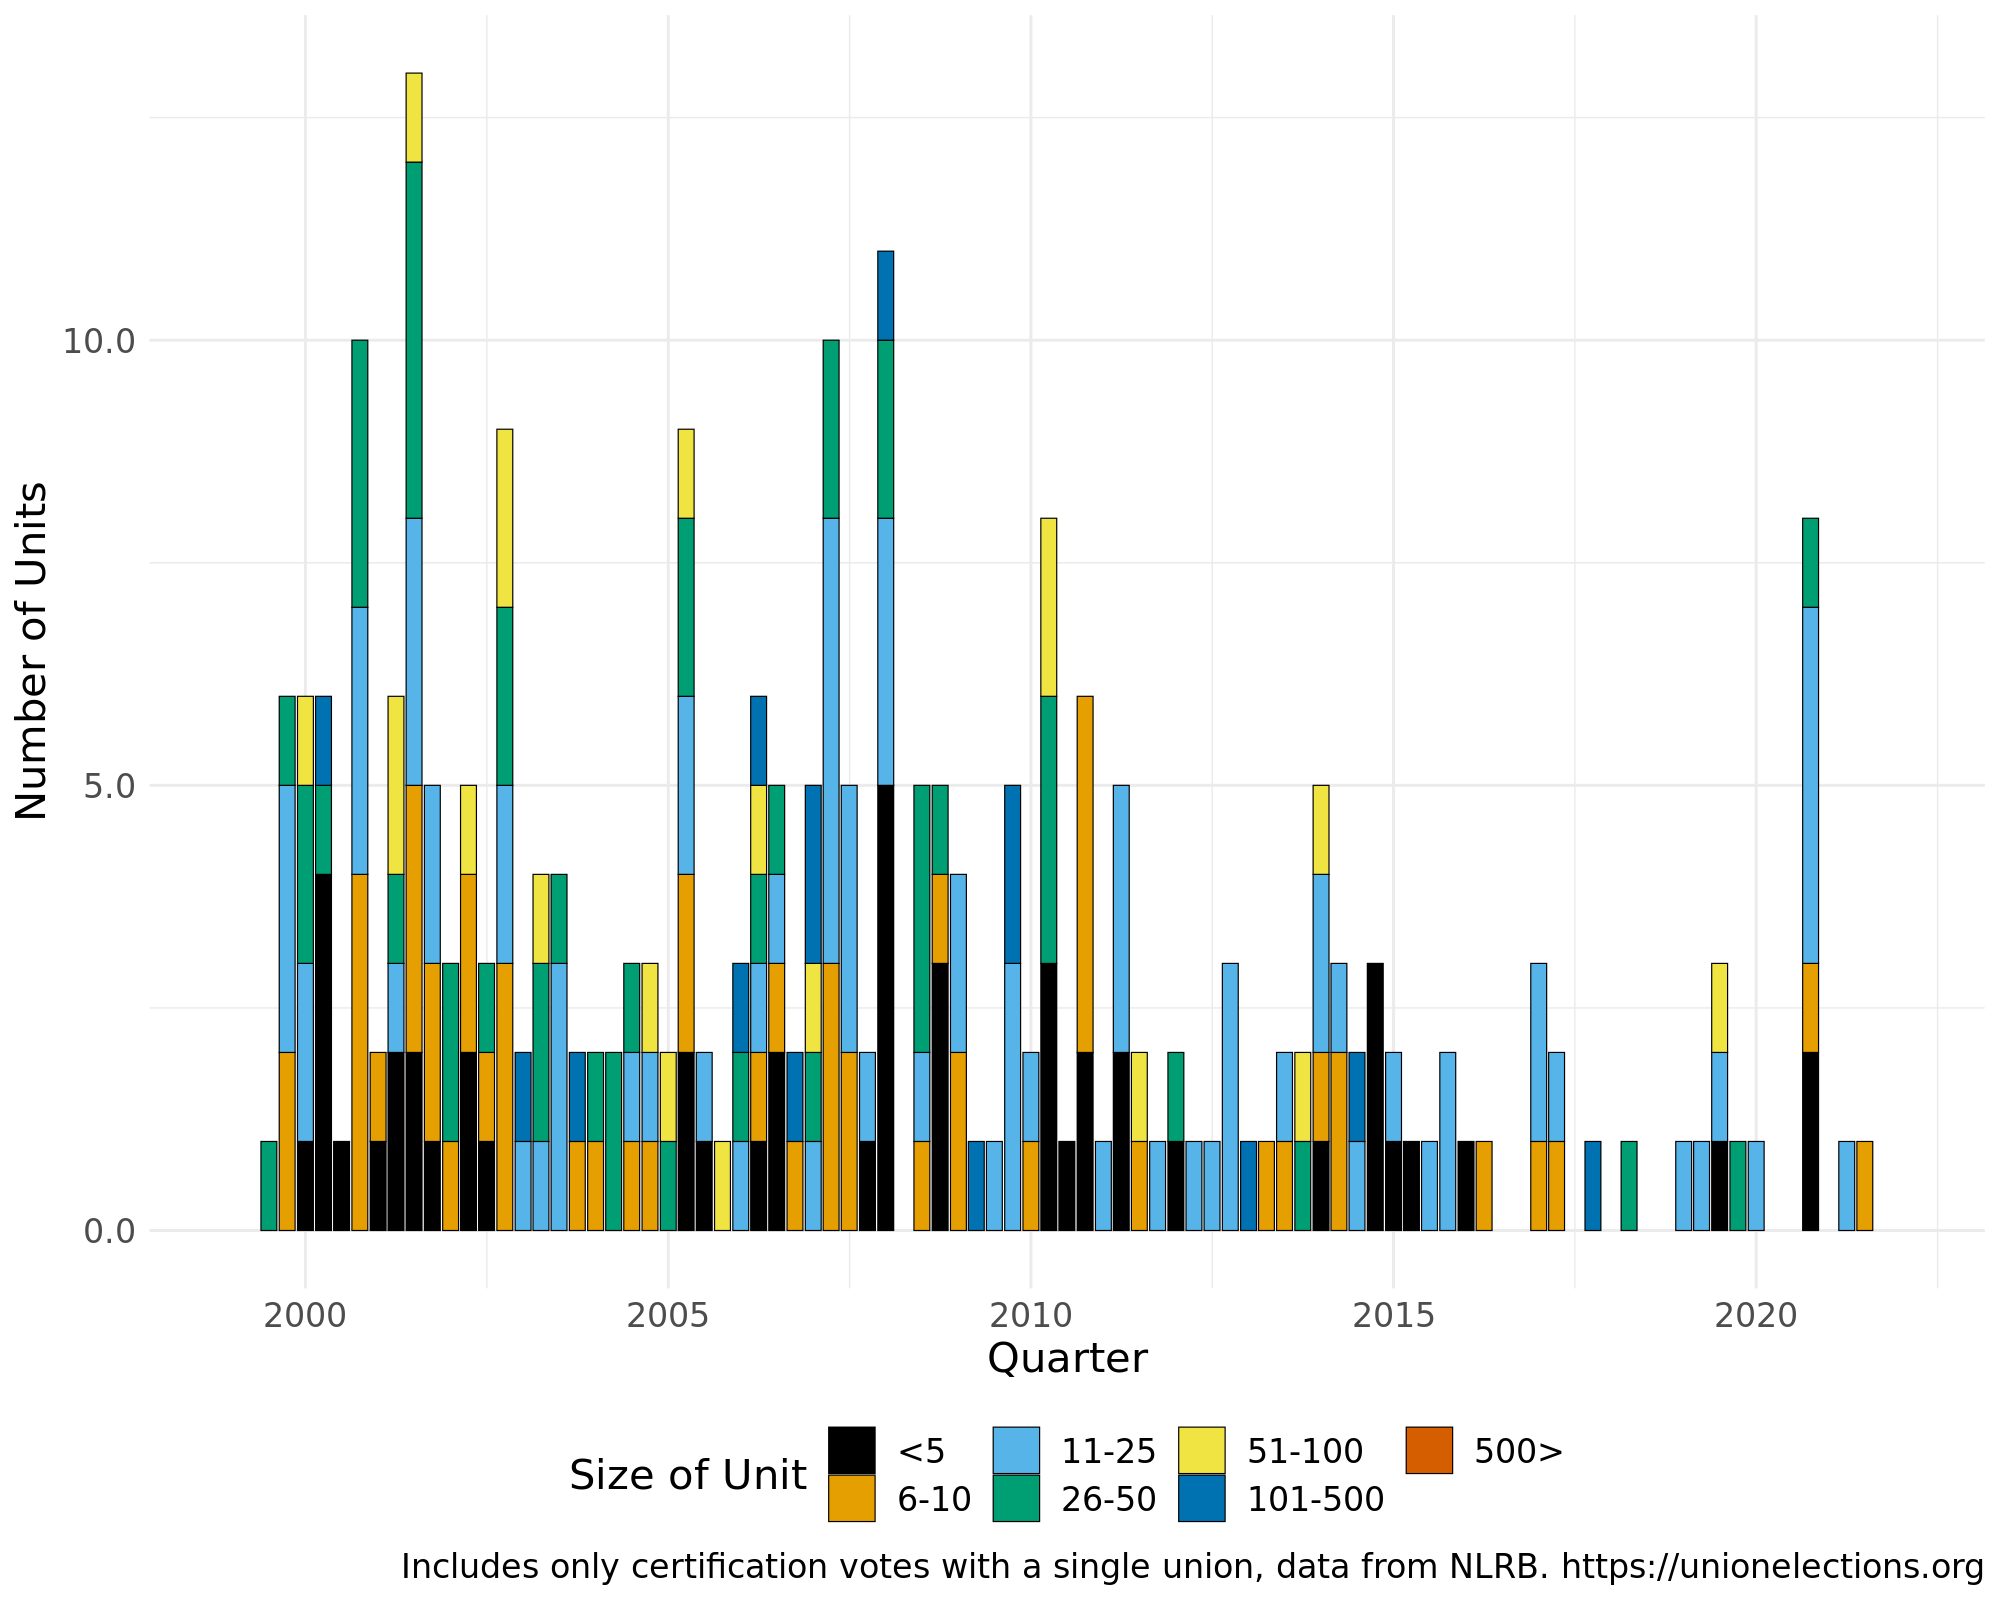 Number of Units
10.0
5.0
0.0
2000 2005 2010 2015 2020
Quarter
Size of Unit
<5 11-25 51-100 500>
6-10 26-50 101-500
Includes only certification votes with a single union, data from NLRB. https://unionelections.org